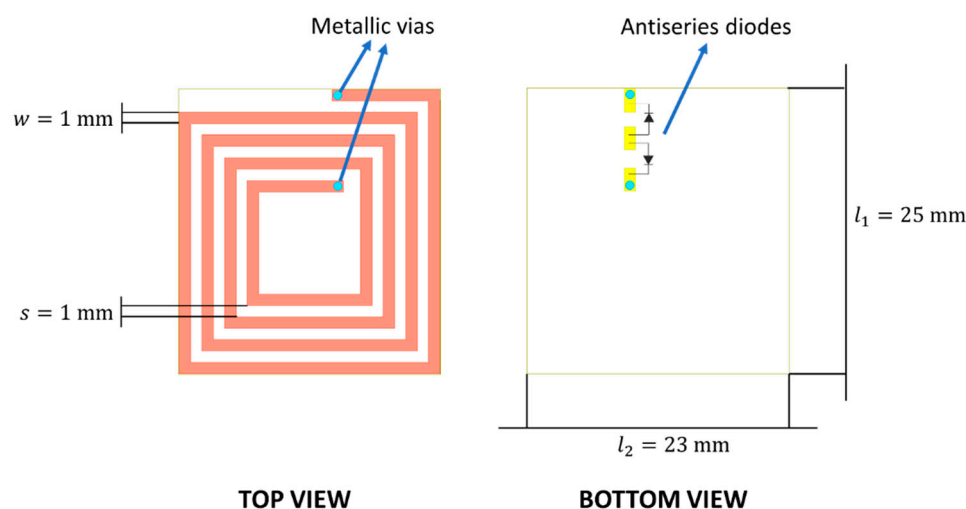 Metallic vias
Antiseries diodes
w = 1 mm
l₁ = 25 mm
s = 1 mm
l₂ = 23 mm
TOP VIEW
BOTTOM VIEW